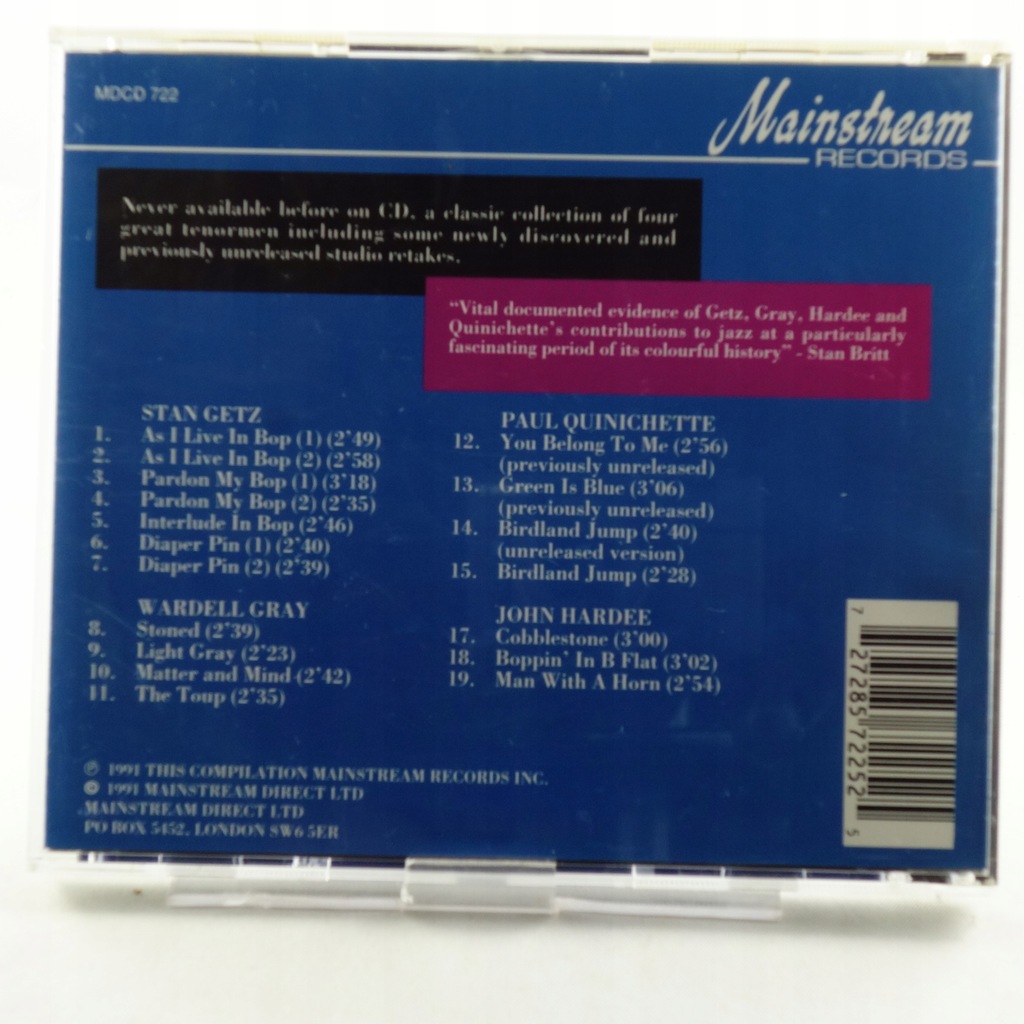 MDCD 722
Mainstream
RECORDS
Never available before on CD, a classic collection of four
great tenormen including some newly discovered and
previously unreleased studio retakes.
“Vital documented evidence of Getz, Gray, Hardee and
Quinichette's contributions to jazz at a particularly
fascinating period of its colourful history” - Stan Britt
STAN GETZ
1. As I Live In Bop (1) (2'49)
2. As I Live In Bop (2) (2'58)
3. Pardon My Bop (1) (3'18)
4. Pardon My Bop (2) (2'35)
5. Interlude In Bop (2'46)
6. Diaper Pin (1) (2'40)
7. Diaper Pin (2) (2'39)
WARDELL GRAY
8. Stoned (2'39)
9. Light Gray (2'23)
10. Matter and Mind (2'42)
11. The Toup (2'35)
PAUL QUINICHETTE
12. You Belong To Me (2'56)
(previously unreleased)
13. Green Is Blue (3'06)
(previously unreleased)
14. Birdland Jump (2'40)
(unreleased version)
15. Birdland Jump (2'28)
JOHN HARDEE
17. Cobblestone (3'00)
18. Boppin' In B Flat (3'02)
19. Man With A Horn (2'54)
7 27285 72252 5
℗ 1991 THIS COMPILATION MAINSTREAM RECORDS INC.
© 1991 MAINSTREAM DIRECT LTD
MAINSTREAM DIRECT LTD
PO BOX 5452, LONDON SW6 5ER